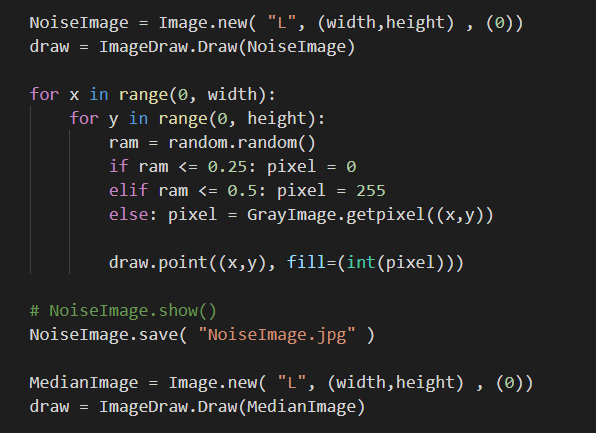 NoiseImage = Image.new( "L", (width,height) , (0))
draw = ImageDraw.Draw(NoiseImage)
for x in range(0, width):
for y in range(0, height):
ram = random.random()
if ram <= 0.25: pixel = 0
elif ram <= 0.5: pixel = 255
else: pixel = GrayImage.getpixel((x,y))
draw.point((x,y), fill=(int(pixel)))
# NoiseImage.show()
NoiseImage.save( "NoiseImage.jpg" )
MedianImage = Image.new( "L", (width,height) , (0))
draw = ImageDraw.Draw(MedianImage)